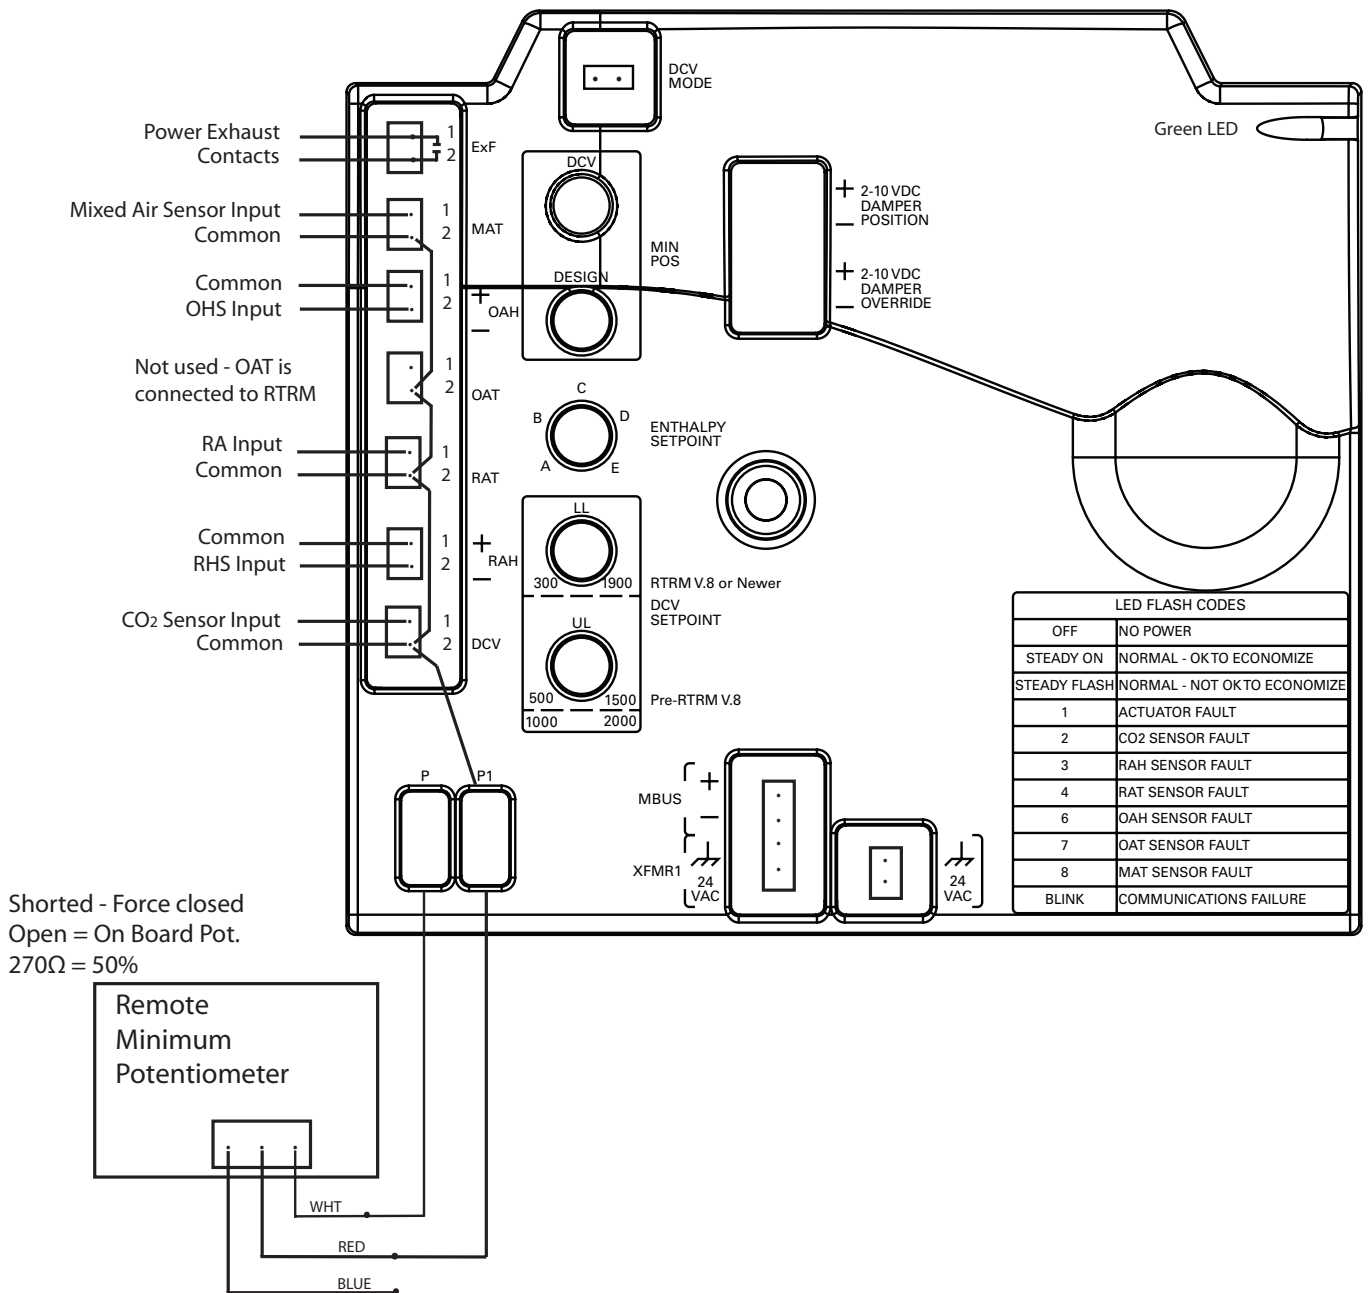 DCV
MODE
Green LED
Power Exhaust
Contacts
1
2
ExF
Mixed Air Sensor Input
Common
1
2
MAT
Common
OHS Input
1
2
+
OAH
–
Not used - OAT is
connected to RTRM
1
2
OAT
RA Input
Common
1
2
RAT
Common
RHS Input
1
2
+
RAH
–
CO2 Sensor Input
Common
1
2
DCV
DCV
DESIGN
MIN
POS
+ 2-10 VDC
DAMPER
– POSITION
+ 2-10 VDC
DAMPER
– OVERRIDE
A
B
C
D
E
ENTHALPY
SETPOINT
LL
300 1900
RTRM V.8 or Newer
DCV
SETPOINT
UL
500 1500
1000 2000
Pre-RTRM V.8
LED FLASH CODES
OFF NO POWER
STEADY ON NORMAL - OK TO ECONOMIZE
STEADY FLASH NORMAL - NOT OK TO ECONOMIZE
1 ACTUATOR FAULT
2 CO2 SENSOR FAULT
3 RAH SENSOR FAULT
4 RAT SENSOR FAULT
6 OAH SENSOR FAULT
7 OAT SENSOR FAULT
8 MAT SENSOR FAULT
BLINK COMMUNICATIONS FAILURE
P
P1
MBUS
+
–
XFMR1
24
VAC
24
VAC
Shorted - Force closed
Open = On Board Pot.
270Ω = 50%
Remote
Minimum
Potentiometer
WHT
RED
BLUE